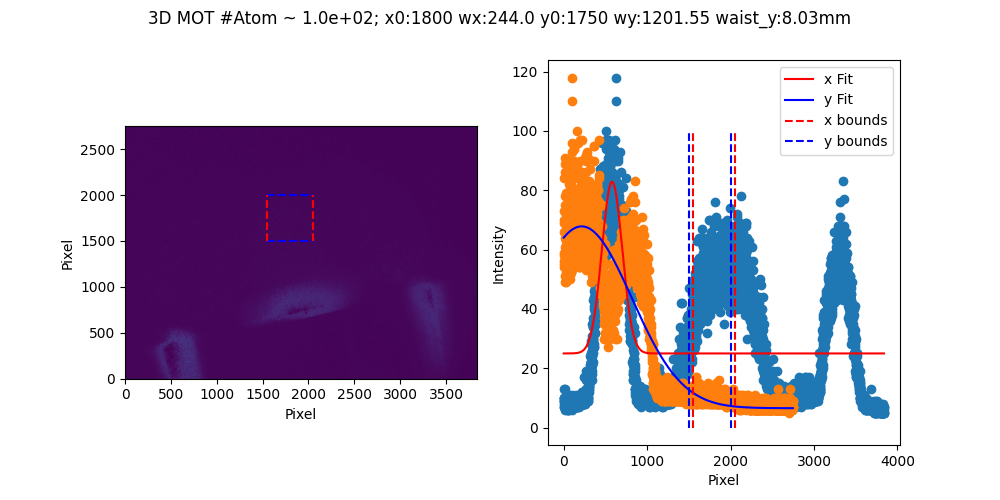 3D MOT #Atom ~ 1.0e+02; x0:1800 wx:244.0 y0:1750 wy:1201.55 waist_y:8.03mm
Pixel
2500
2000
1500
1000
500
0
0 500 1000 1500 2000 2500 3000 3500
Pixel
Intensity
120
100
80
60
40
20
0
0 1000 2000 3000 4000
Pixel
x Fit
y Fit
x bounds
y bounds